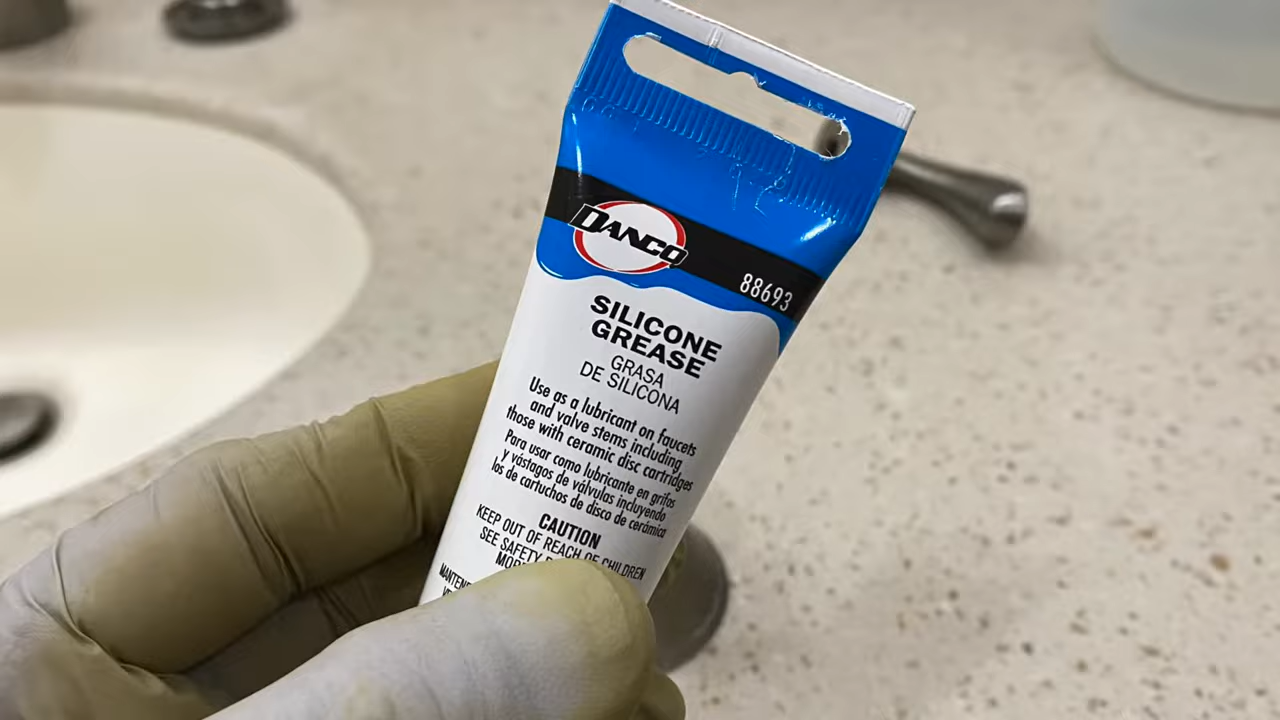 DANCO
88693
SILICONE
GREASE
GRASA
DE SILICONA
Use as a lubricant on faucets
and valve stems including
those with ceramic disc cartridges
Para usar como lubricante en grifos
y vástagos de válvulas incluyendo
los de cartuchos de disco de cerámica
CAUTION
KEEP OUT OF REACH OF CHILDREN
SEE SAFETY